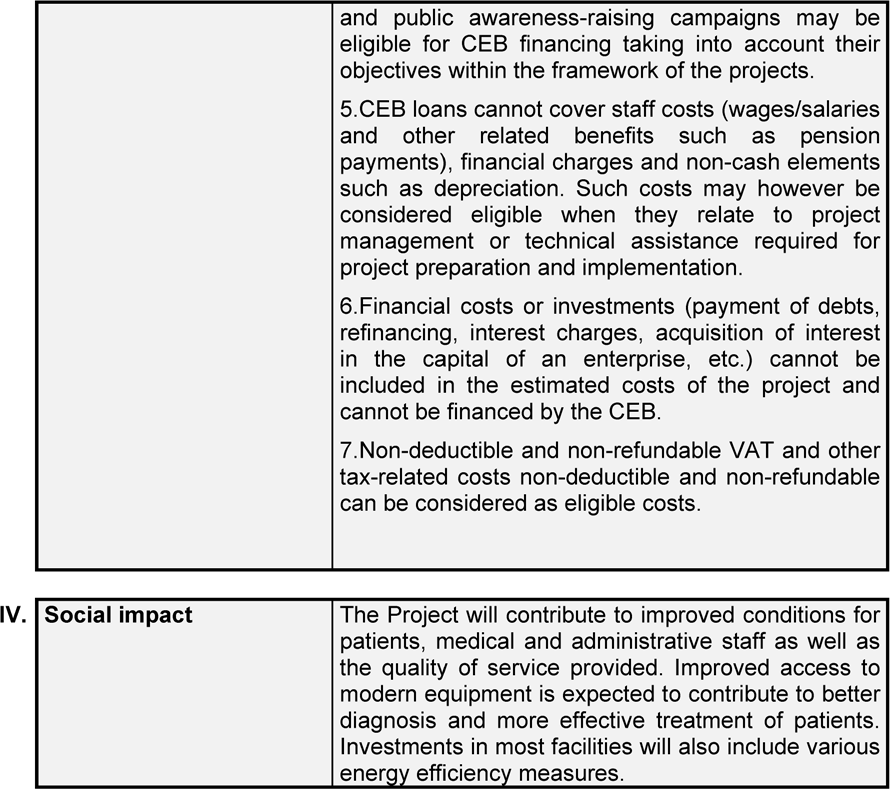 and public awareness-raising campaigns may be
eligible for CEB financing taking into account their
objectives within the framework of the projects.
5.CEB loans cannot cover staff costs (wages/salaries
and other related benefits such as pension
payments), financial charges and non-cash elements
such as depreciation. Such costs may however be
considered eligible when they relate to project
management or technical assistance required for
project preparation and implementation.
6.Financial costs or investments (payment of debts,
refinancing, interest charges, acquisition of interest
in the capital of an enterprise, etc.) cannot be
included in the estimated costs of the project and
cannot be financed by the CEB.
7.Non-deductible and non-refundable VAT and other
tax-related costs non-deductible and non-refundable
can be considered as eligible costs.
IV. Social impact The Project will contribute to improved conditions for
patients, medical and administrative staff as well as
the quality of service provided. Improved access to
modern equipment is expected to contribute to better
diagnosis and more effective treatment of patients.
Investments in most facilities will also include various
energy efficiency measures.